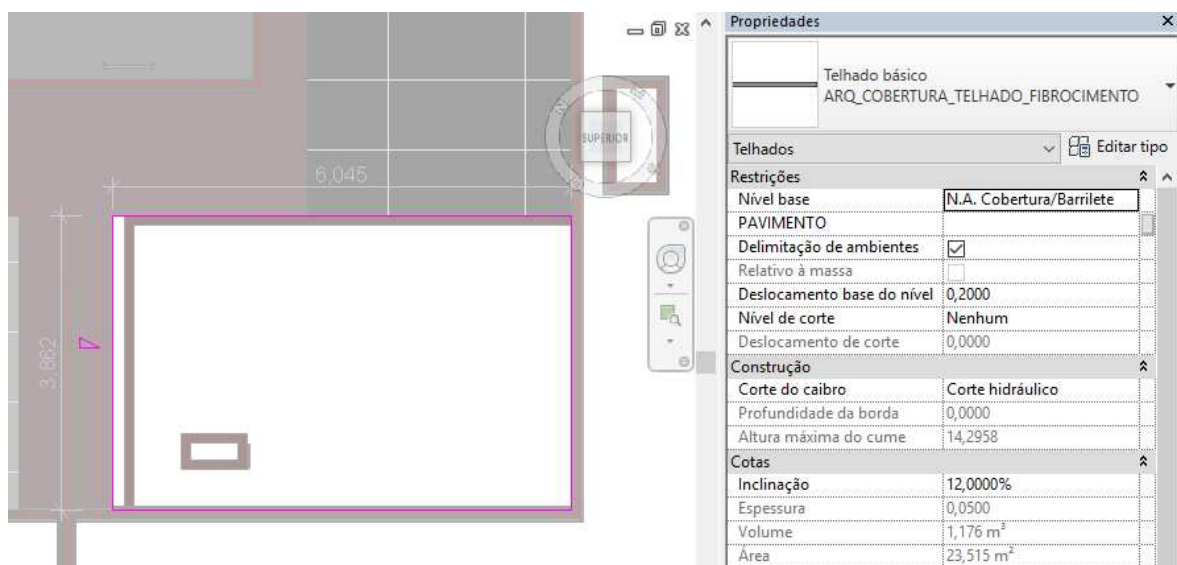 6,045
3,862
SUPERIOR
N
Propriedades
Telhado básico
ARQ_COBERTURA_TELHADO_FIBROCIMENTO
Telhados
Editar tipo
Restrições
Nível base N.A. Cobertura/Barrilete
PAVIMENTO
Delimitação de ambientes
Relativo à massa
Deslocamento base do nível 0,2000
Nível de corte Nenhum
Deslocamento de corte 0,0000
Construção
Corte do caibro Corte hidráulico
Profundidade da borda 0,0000
Altura máxima do cume 14,2958
Cotas
Inclinação 12,0000%
Espessura 0,0500
Volume 1,176 m³
Área 23,515 m²